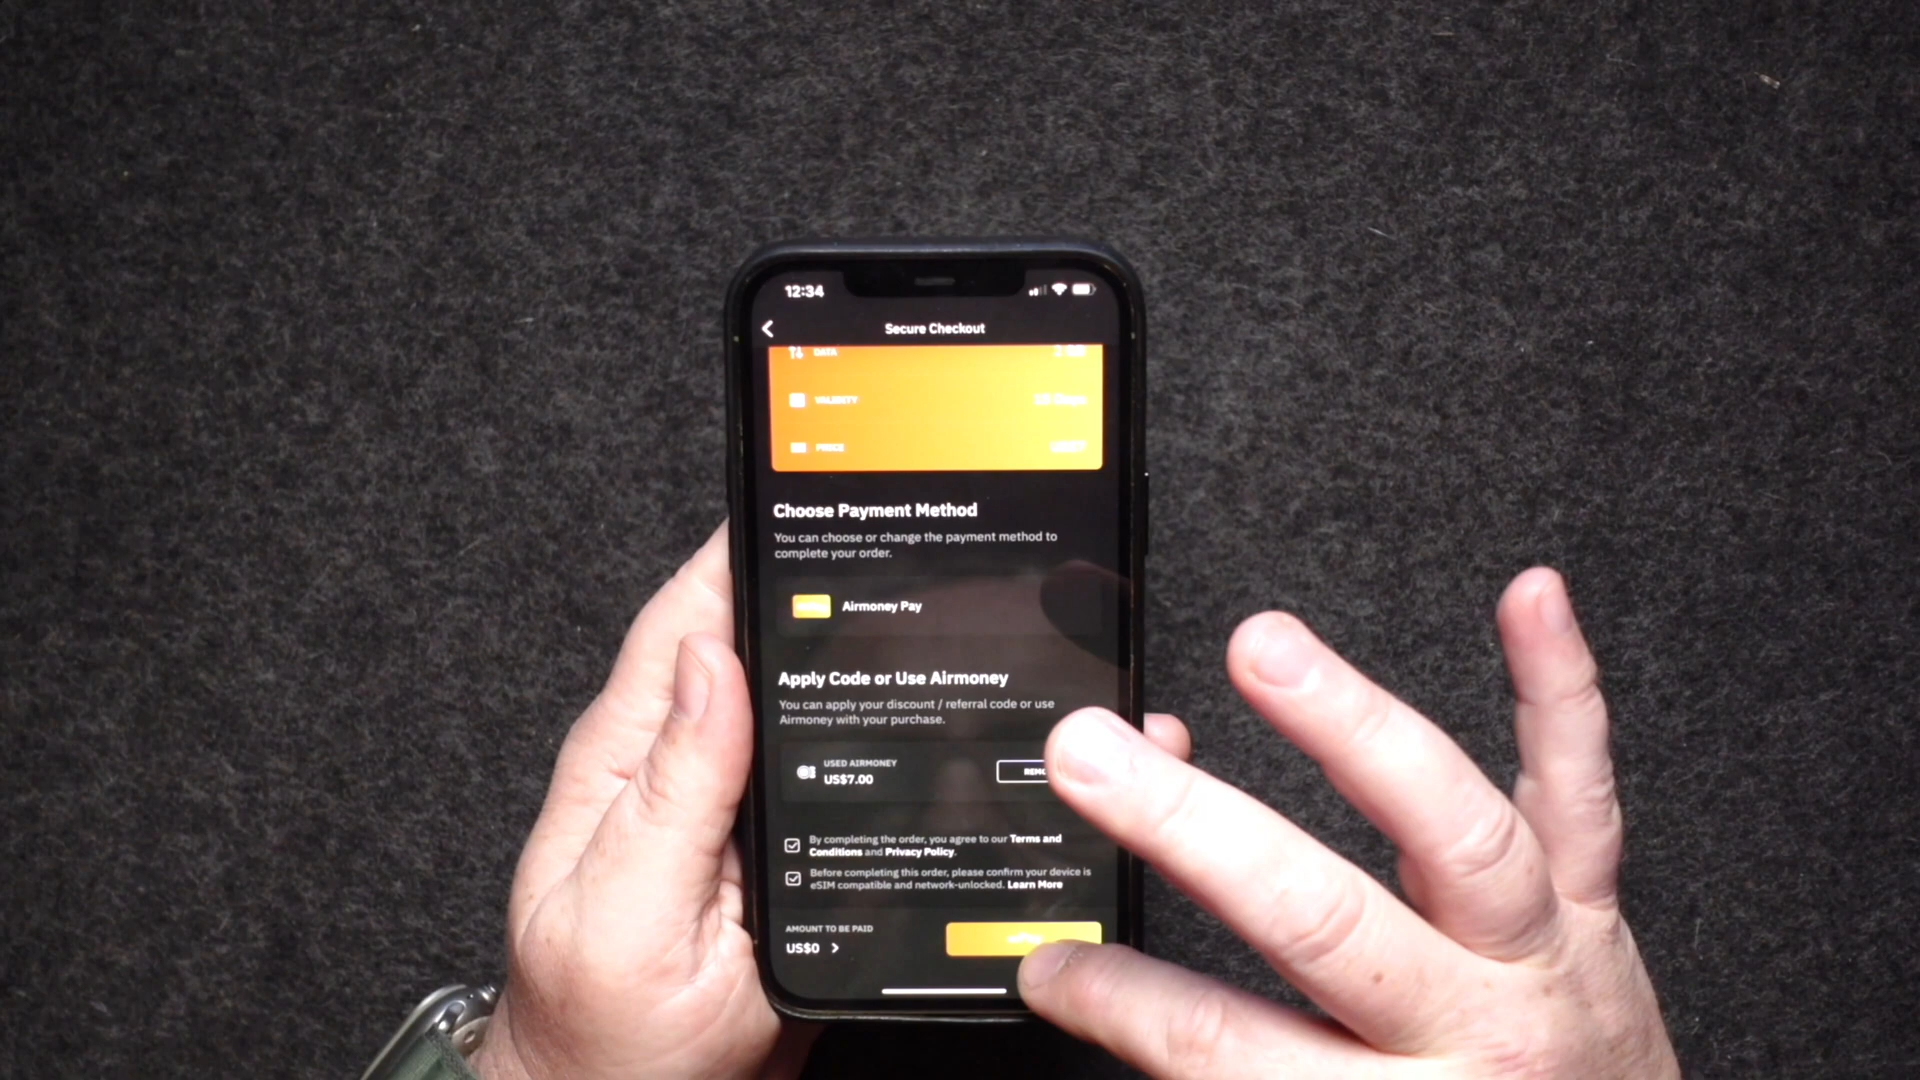 12:34
Secure Checkout
DATA
VALIDITY
PRICE
Choose Payment Method
You can choose or change the payment method to
complete your order.
Airmoney Pay
Apply Code or Use Airmoney
You can apply your discount / referral code or use
Airmoney with your purchase.
USED AIRMONEY
US$7.00
By completing the order, you agree to our Terms and
Conditions and Privacy Policy.
Before completing this order, please confirm your device is
eSIM compatible and network-unlocked. Learn More
AMOUNT TO BE PAID
US$0 >